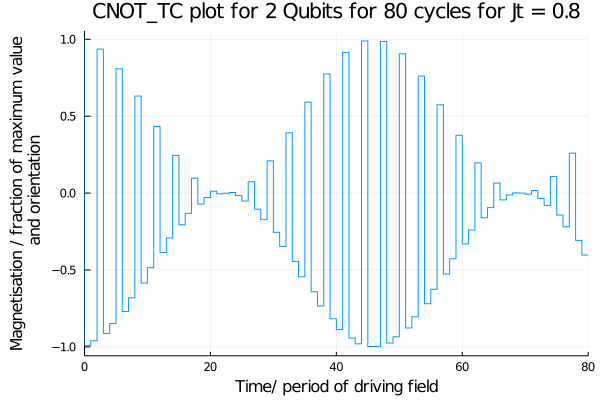 CNOT_TC plot for 2 Qubits for 80 cycles for Jt = 0.8
Magnetisation / fraction of maximum value
and orientation
1.0
0.5
0.0
−0.5
−1.0
0
20
40
60
80
Time/ period of driving field